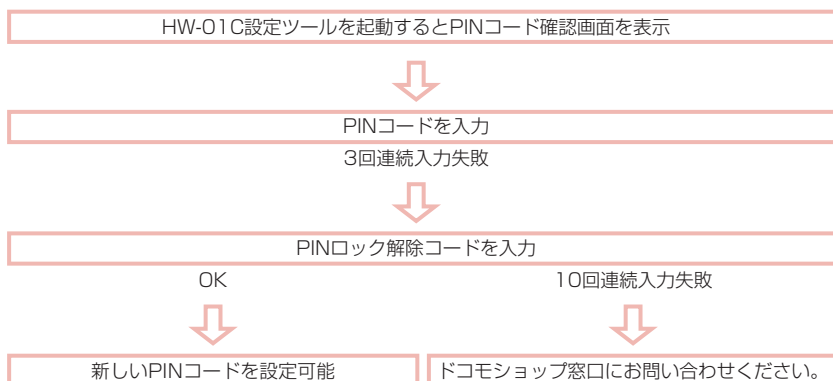 HW-01C設定ツールを起動するとPINコード確認画面を表示
PINコードを入力
3回連続入力失敗
PINロック解除コードを入力
OK
10回連続入力失敗
新しいPINコードを設定可能
ドコモショップ窓口にお問い合わせください。